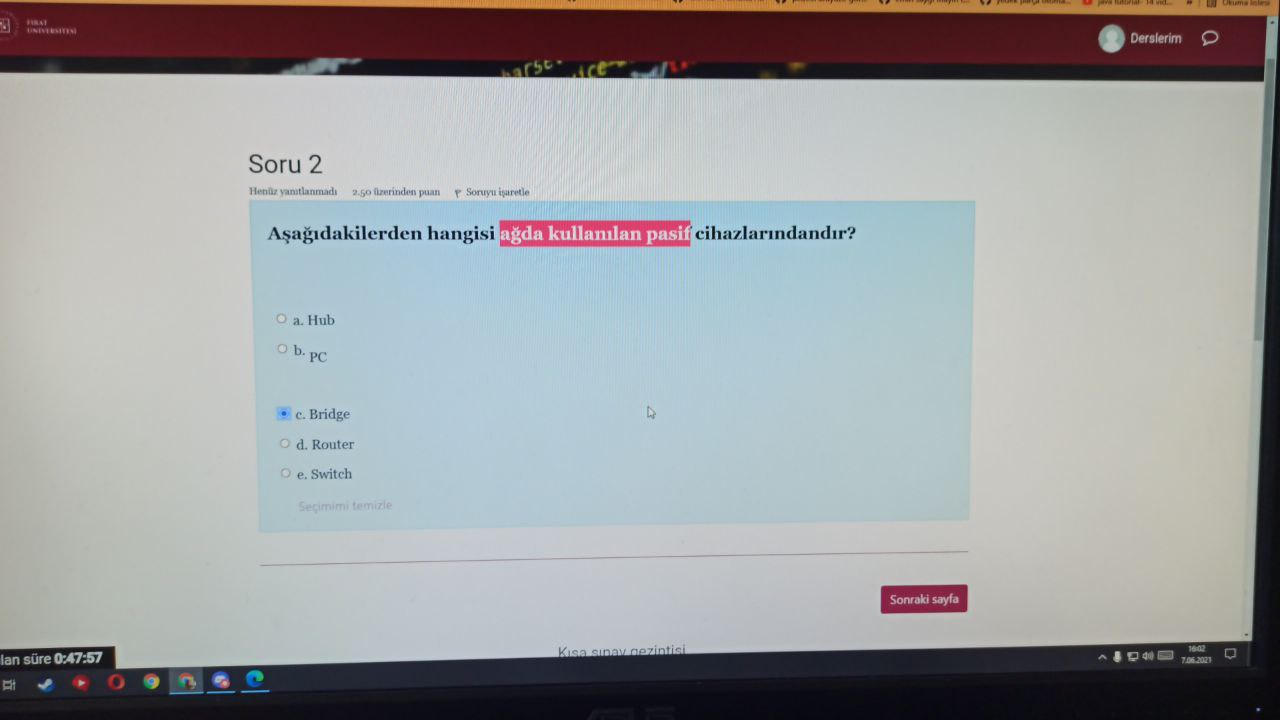 FIRAT
ÜNİVERSİTESİ
Derslerim
Okuma listesi
Soru 2
Henüz yanıtlanmadı 2.50 üzerinden puan Soruyu işaretle
Aşağıdakilerden hangisi ağda kullanılan pasif cihazlarındandır?
a. Hub
b. PC
c. Bridge
d. Router
e. Switch
Seçimimi temizle
Sonraki sayfa
Kısa sınav gezintisi
lan süre 0:47:57
16:02
7.06.2021